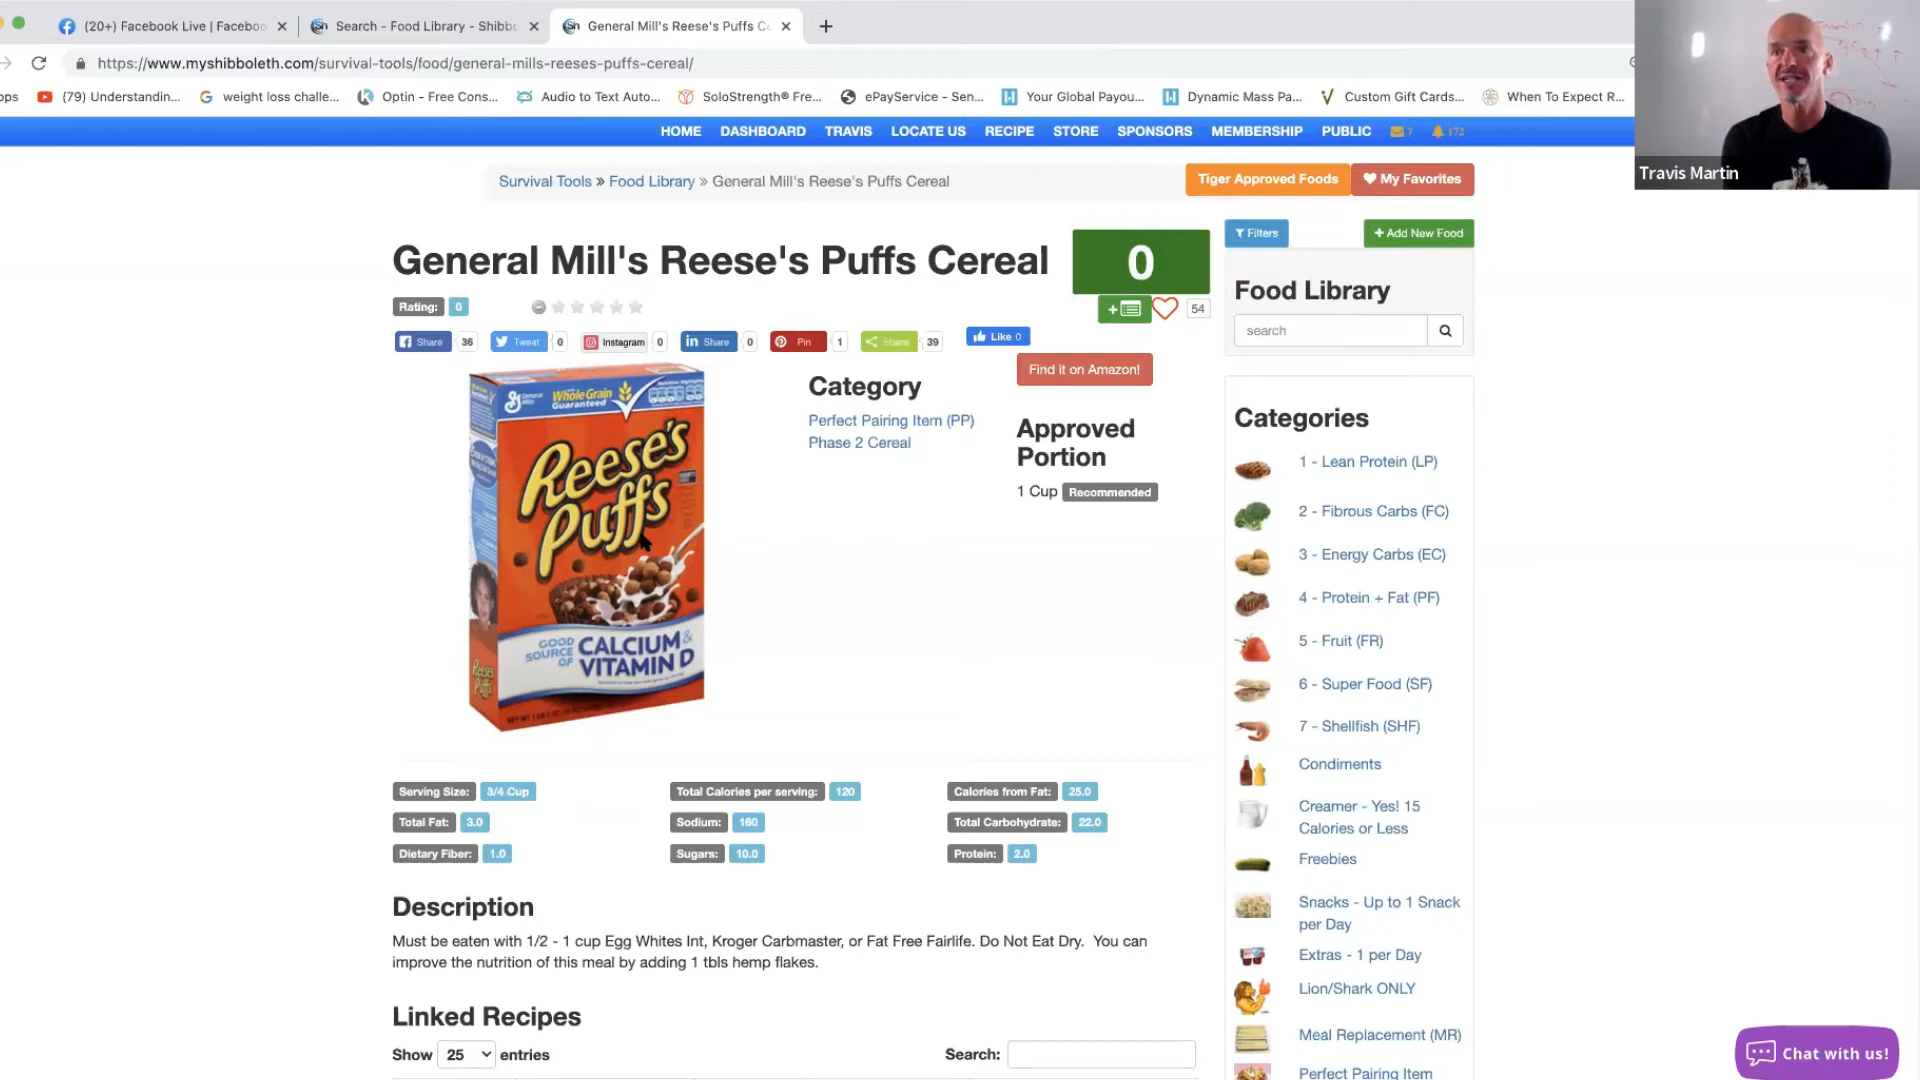 (20+) Facebook Live | Faceboo
Search - Food Library - Shibbo
General Mill's Reese's Puffs C
https://www.myshibboleth.com/survival-tools/food/general-mills-reeses-puffs-cereal/
pps
(79) Understandin...
weight loss challe...
Optin - Free Cons...
Audio to Text Auto...
SoloStrength® Fre...
ePayService - Sen...
Your Global Payou...
Dynamic Mass Pa...
Custom Gift Cards...
When To Expect R...
Travis Martin
HOME DASHBOARD TRAVIS LOCATE US RECIPE STORE SPONSORS MEMBERSHIP PUBLIC 7 172
Survival Tools » Food Library » General Mill's Reese's Puffs Cereal
Tiger Approved Foods
My Favorites
General Mill's Reese's Puffs Cereal
0
Rating: 0
54
Share 36
Tweet 0
Instagram 0
in Share 0
Pin 1
Share 39
Like 0
General Mills
Whole Grain
Guaranteed
Reese's
Puffs
GOOD
SOURCE
OF
CALCIUM &
VITAMIN D
Reese's
Puffs
Category
Perfect Pairing Item (PP)
Phase 2 Cereal
Find it on Amazon!
Approved
Portion
1 Cup Recommended
Filters
+ Add New Food
Food Library
search
Categories
1 - Lean Protein (LP)
2 - Fibrous Carbs (FC)
3 - Energy Carbs (EC)
4 - Protein + Fat (PF)
5 - Fruit (FR)
6 - Super Food (SF)
7 - Shellfish (SHF)
Condiments
Creamer - Yes! 15
Calories or Less
Freebies
Snacks - Up to 1 Snack
per Day
Extras - 1 per Day
Lion/Shark ONLY
Meal Replacement (MR)
Perfect Pairing Item
Serving Size: 3/4 Cup
Total Calories per serving: 120
Calories from Fat: 25.0
Total Fat: 3.0
Sodium: 160
Total Carbohydrate: 22.0
Dietary Fiber: 1.0
Sugars: 10.0
Protein: 2.0
Description
Must be eaten with 1/2 - 1 cup Egg Whites Int, Kroger Carbmaster, or Fat Free Fairlife. Do Not Eat Dry. You can
improve the nutrition of this meal by adding 1 tbls hemp flakes.
Linked Recipes
Show 25 entries
Search:
Chat with us!